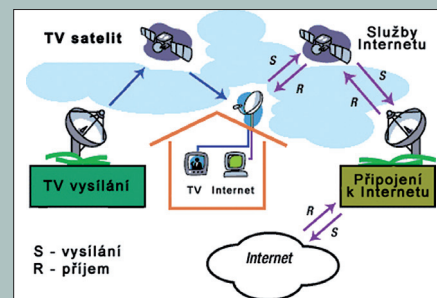 TV satelit
Služby
Internetu
S
R
S
R
TV vysílání
TV Internet
Připojení
k Internetu
R
S
Internet
S - vysílání
R - příjem